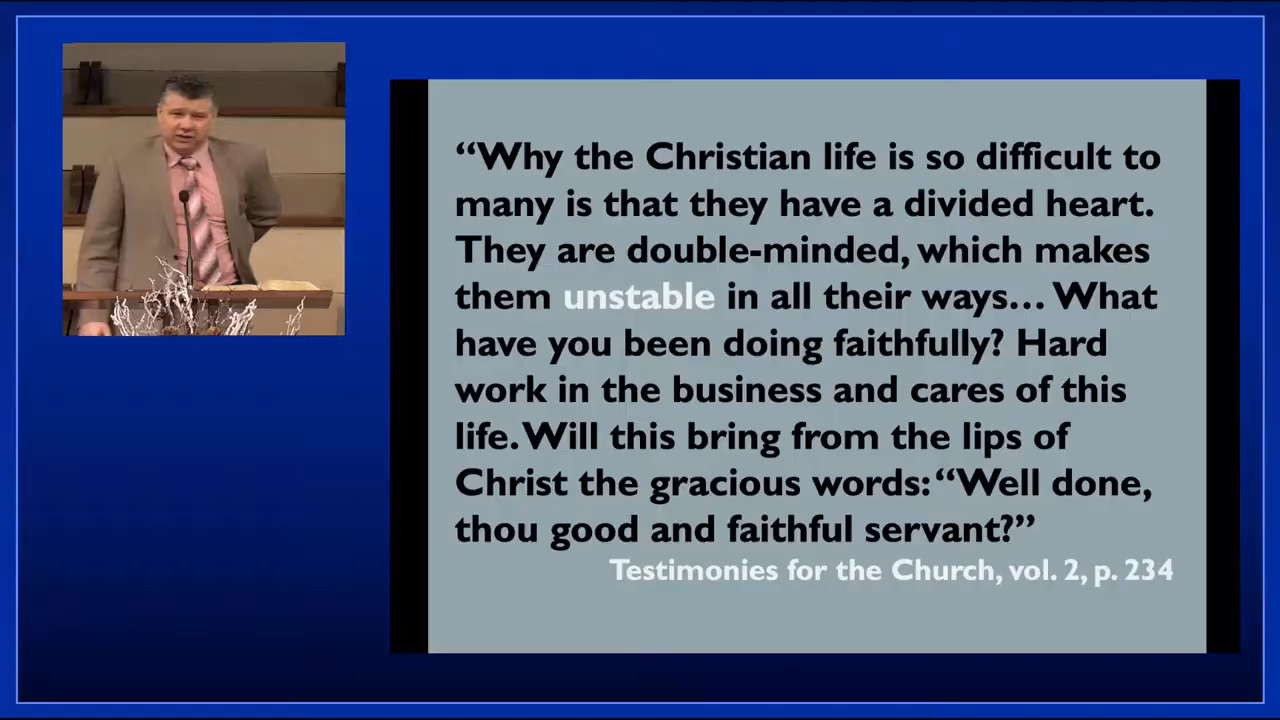 “Why the Christian life is so difficult to
many is that they have a divided heart.
They are double-minded, which makes
them unstable in all their ways... What
have you been doing faithfully? Hard
work in the business and cares of this
life. Will this bring from the lips of
Christ the gracious words: “Well done,
thou good and faithful servant?”
Testimonies for the Church, vol. 2, p. 234